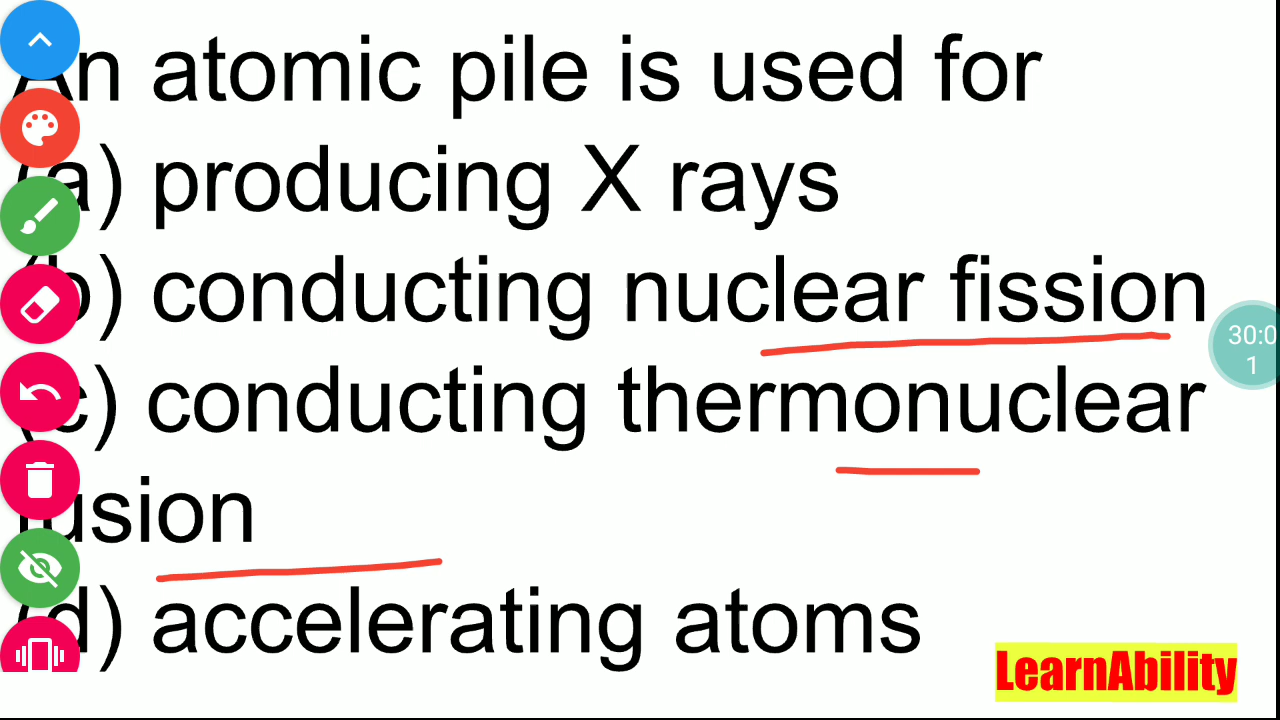 An atomic pile is used for
(a) producing X rays
(b) conducting nuclear fission
(c) conducting thermonuclear
fusion
(d) accelerating atoms
30:0
1
LearnAbility